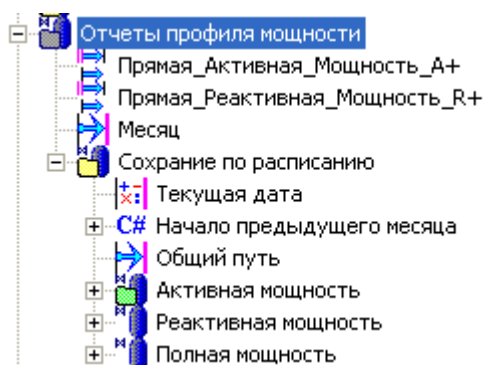 Отчеты профиля мощности
Прямая_Активная_Мощность_A+
Прямая_Реактивная_Мощность_R+
Месяц
Сохрание по расписанию
Текущая дата
C# Начало предыдущего месяца
Общий путь
Активная мощность
Реактивная мощность
Полная мощность